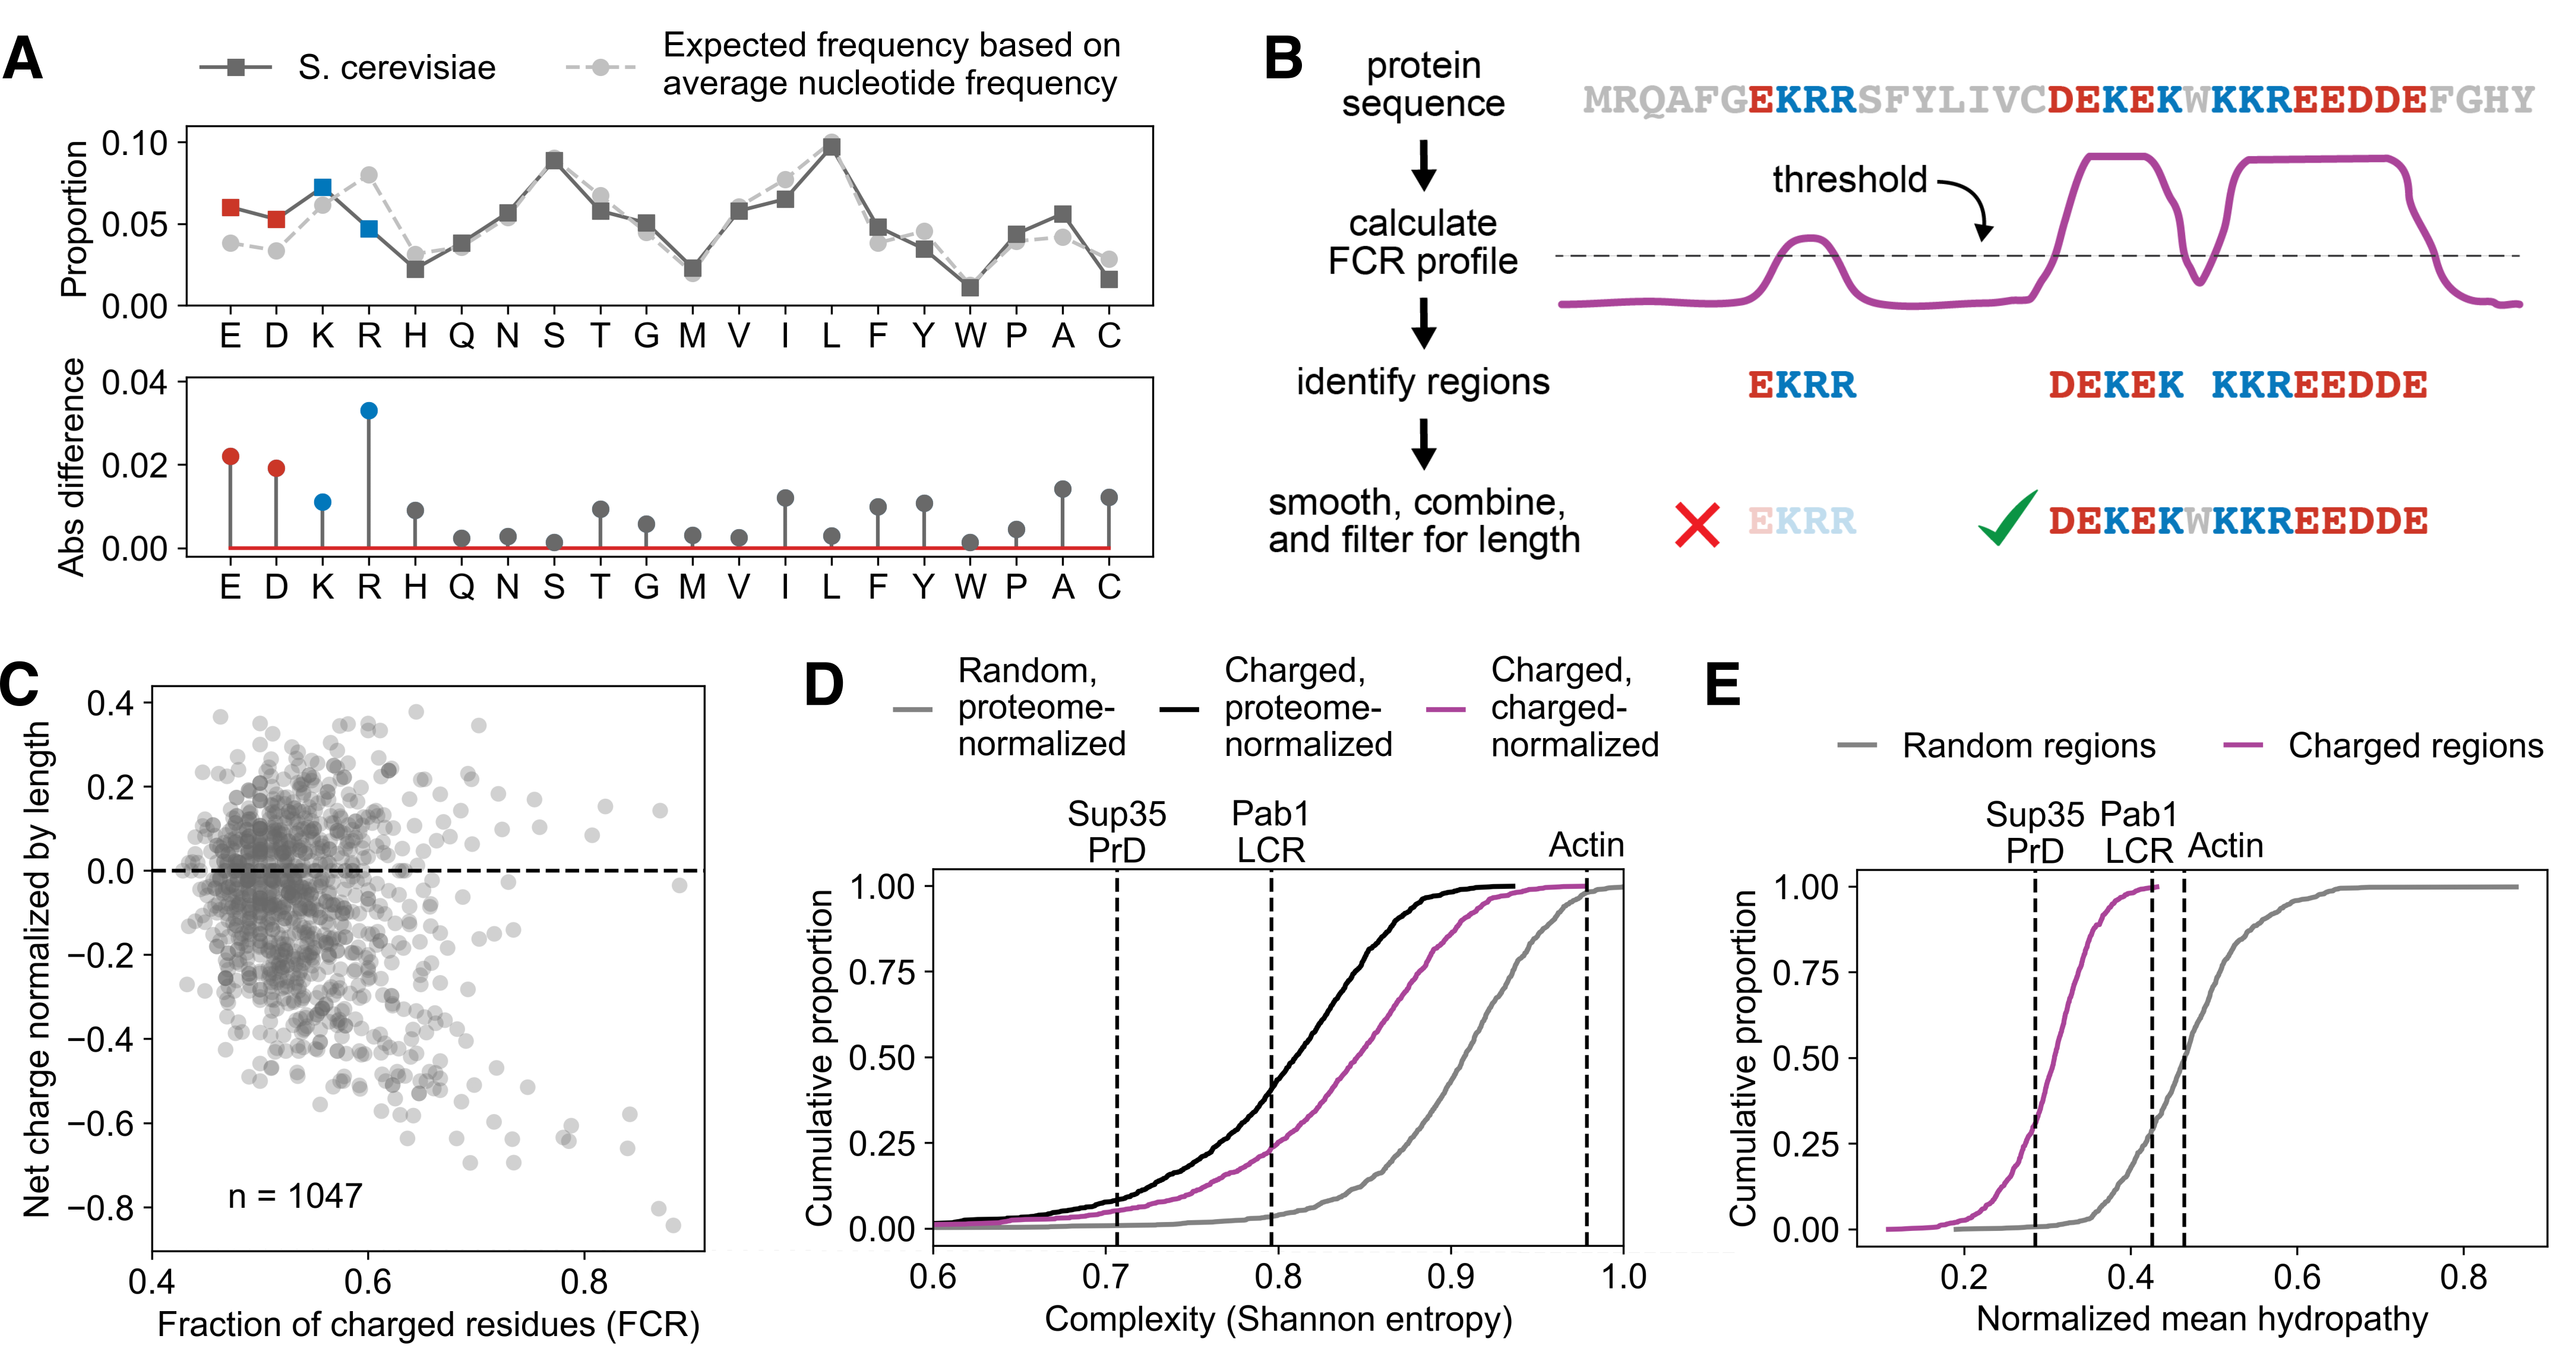 A
S. cerevisiae
Expected frequency based on
average nucleotide frequency
Proportion
0.10
0.05
0.00
E D K R H Q N S T G M V I L F Y W P A C
Abs difference
0.04
0.02
0.00
E D K R H Q N S T G M V I L F Y W P A C
B
protein
sequence
MRQAFGEKRRSFYLIVCDEKEKWKKREEDDEFGHY
calculate
FCR profile
threshold
identify regions
EKRR DEKEK KKREEDDE
smooth, combine,
and filter for length
EKRR DEKEKWKKREEDDE
C
Net charge normalized by length
0.4
0.2
0.0
−0.2
−0.4
−0.6
−0.8
n = 1047
0.4 0.6 0.8
Fraction of charged residues (FCR)
D
Random,
proteome-
normalized
Charged,
proteome-
normalized
Charged,
charged-
normalized
Sup35
PrD
Pab1
LCR
Actin
Cumulative proportion
1.00
0.75
0.50
0.25
0.00
0.6 0.7 0.8 0.9 1.0
Complexity (Shannon entropy)
E
Random regions
Charged regions
Sup35
PrD
Pab1
LCR
Actin
Cumulative proportion
1.00
0.75
0.50
0.25
0.00
0.2 0.4 0.6 0.8
Normalized mean hydropathy